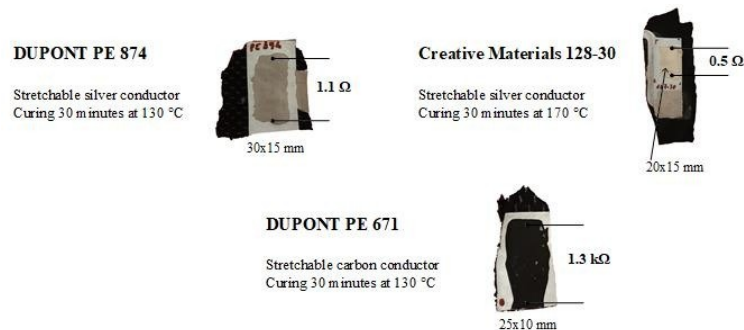 DUPONT PE 874
Stretchable silver conductor
Curing 30 minutes at 130 °C
PE 874
1.1 Ω
30x15 mm
Creative Materials 128-30
Stretchable silver conductor
Curing 30 minutes at 170 °C
0.5 Ω
20x15 mm
DUPONT PE 671
Stretchable carbon conductor
Curing 30 minutes at 130 °C
1.3 kΩ
25x10 mm